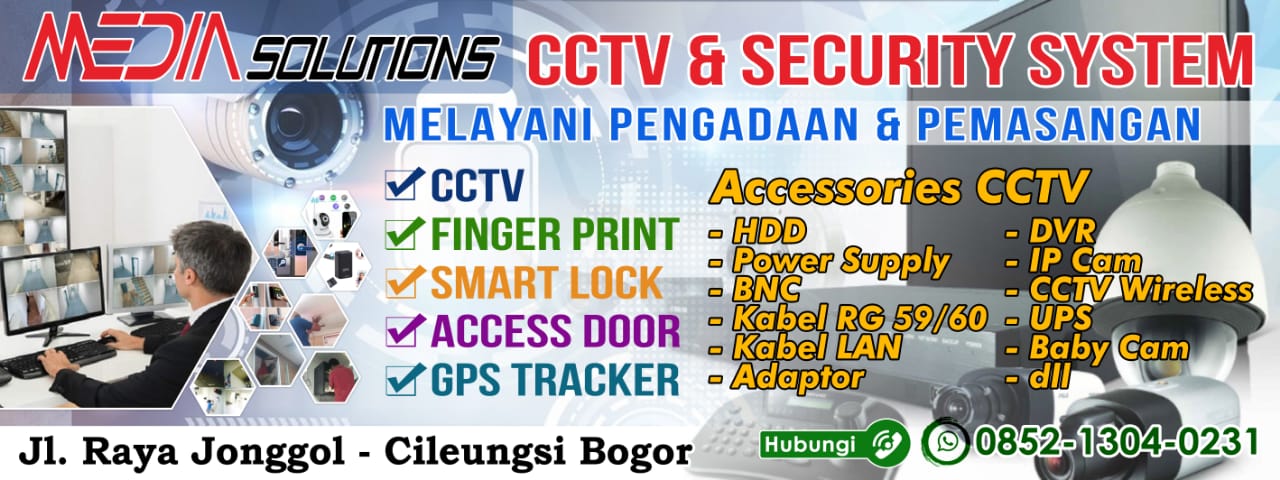 MEDIA SOLUTIONS CCTV & SECURITY SYSTEM
MELAYANI PENGADAAN & PEMASANGAN
CCTV
FINGER PRINT
SMART LOCK
ACCESS DOOR
GPS TRACKER
Accessories CCTV
- HDD
- Power Supply
- BNC
- Kabel RG 59/60
- Kabel LAN
- Adaptor
- DVR
- IP Cam
- CCTV Wireless
- UPS
- Baby Cam
- dll
Jl. Raya Jonggol - Cileungsi Bogor
Hubungi 0852-1304-0231